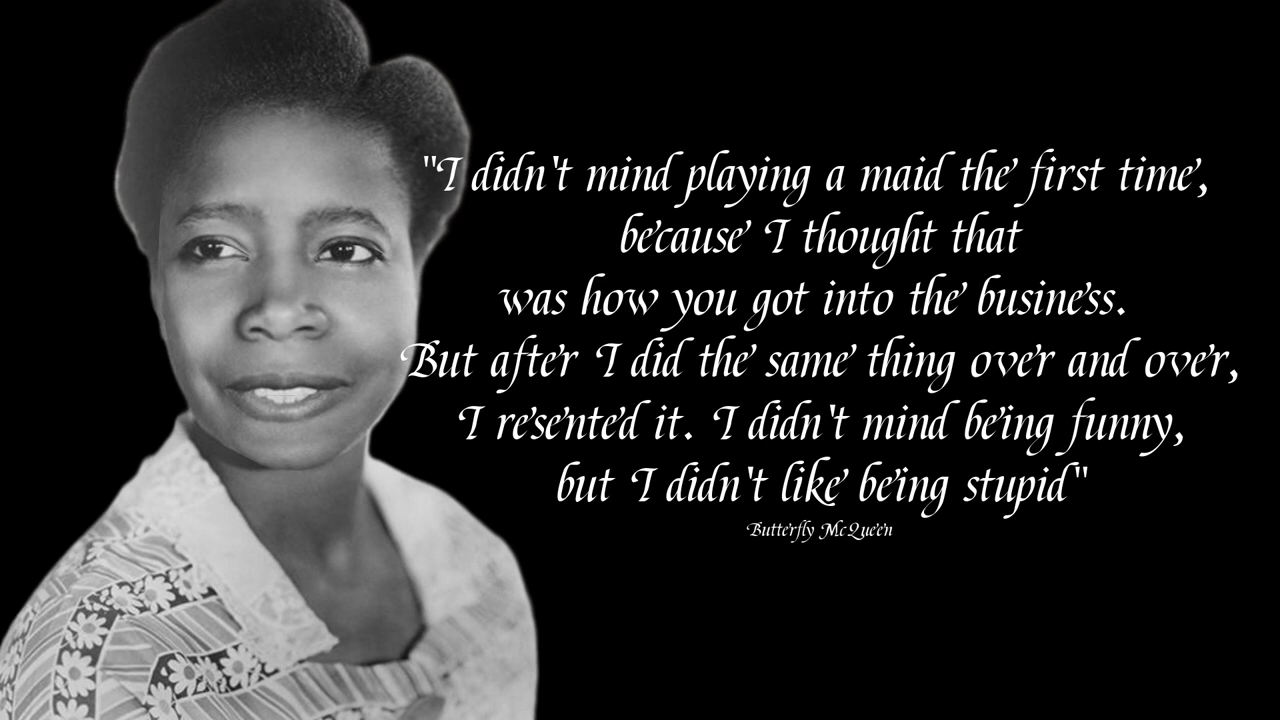 "I didn't mind playing a maid the first time,
because I thought that
was how you got into the business.
But after I did the same thing over and over,
I resented it. I didn't mind being funny,
but I didn't like being stupid"
Butterfly McQueen